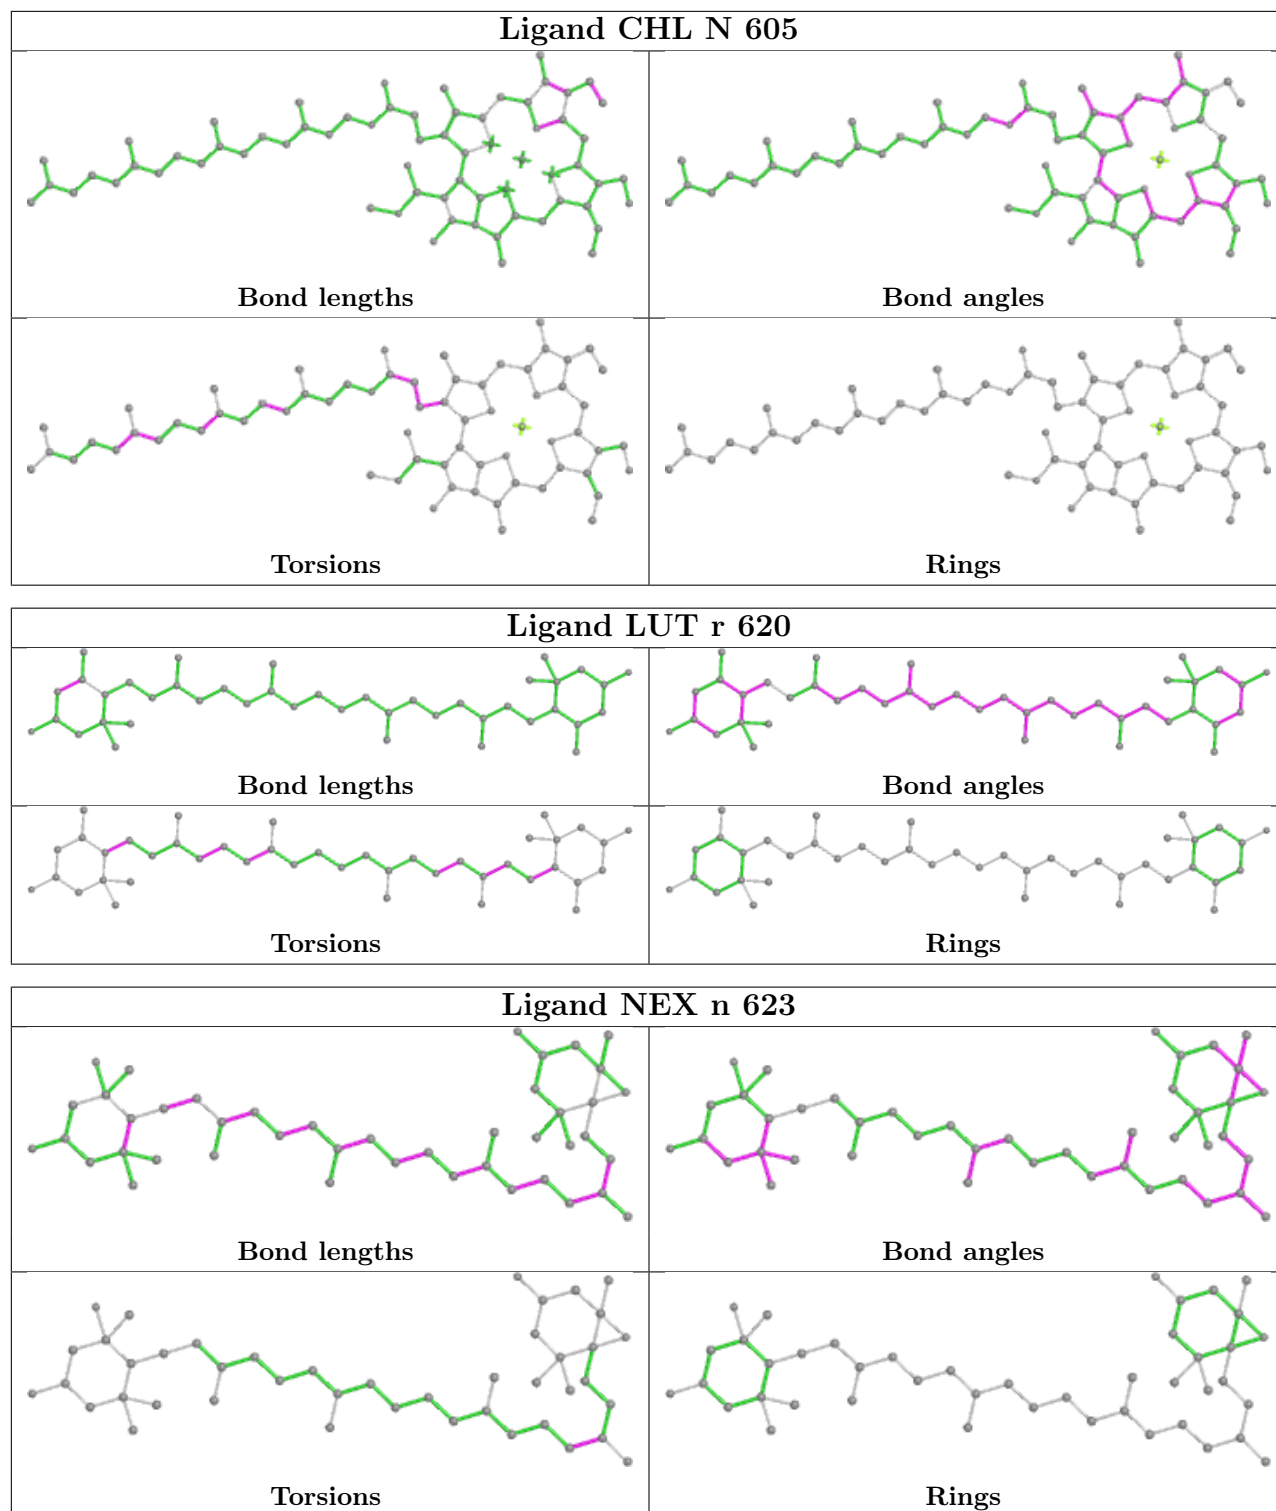 Ligand CHL N 605
Bond lengths
Bond angles
Torsions
Rings
Ligand LUT r 620
Bond lengths
Bond angles
Torsions
Rings
Ligand NEX n 623
Bond lengths
Bond angles
Torsions
Rings